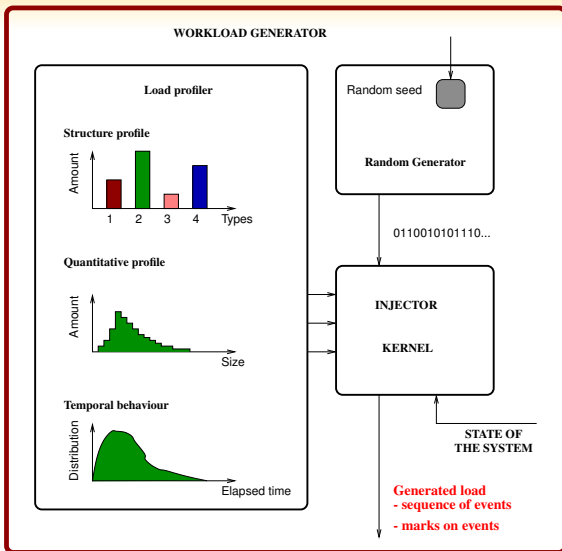 WORKLOAD GENERATOR
Load profiler
Structure profile
Amount
1 2 3 4 Types
Quantitative profile
Amount
Size
Temporal behaviour
Distribution
Elapsed time
Random seed
Random Generator
0110010101110...
INJECTOR
KERNEL
STATE OF
THE SYSTEM
Generated load
- sequence of events
- marks on events